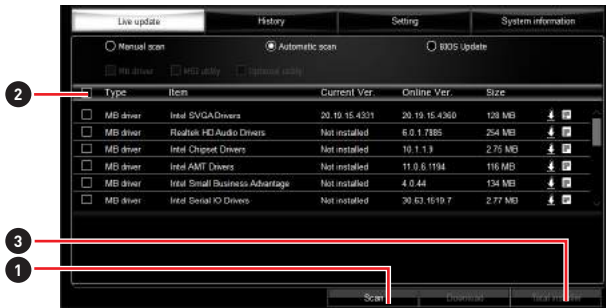 Live update History Setting System information
Manual scan Automatic scan BIOS Update
MB driver MSI utility Optional utility
2
Type Item Current Ver. Online Ver. Size
MB driver Intel SVGA Drivers 20.19.15.4331 20.19.15.4360 128 MB
MB driver Realtek HD Audio Drivers Not installed 6.0.1.7885 254 MB
MB driver Intel Chipset Drivers Not installed 10.1.1.9 2.75 MB
MB driver Intel AMT Drivers Not installed 11.0.6.1194 116 MB
MB driver Intel Small Business Advantage Not installed 4.0.44 134 MB
MB driver Intel Serial IO Drivers Not installed 30.63.1519.7 2.77 MB
3
1
Scan Download Total installer